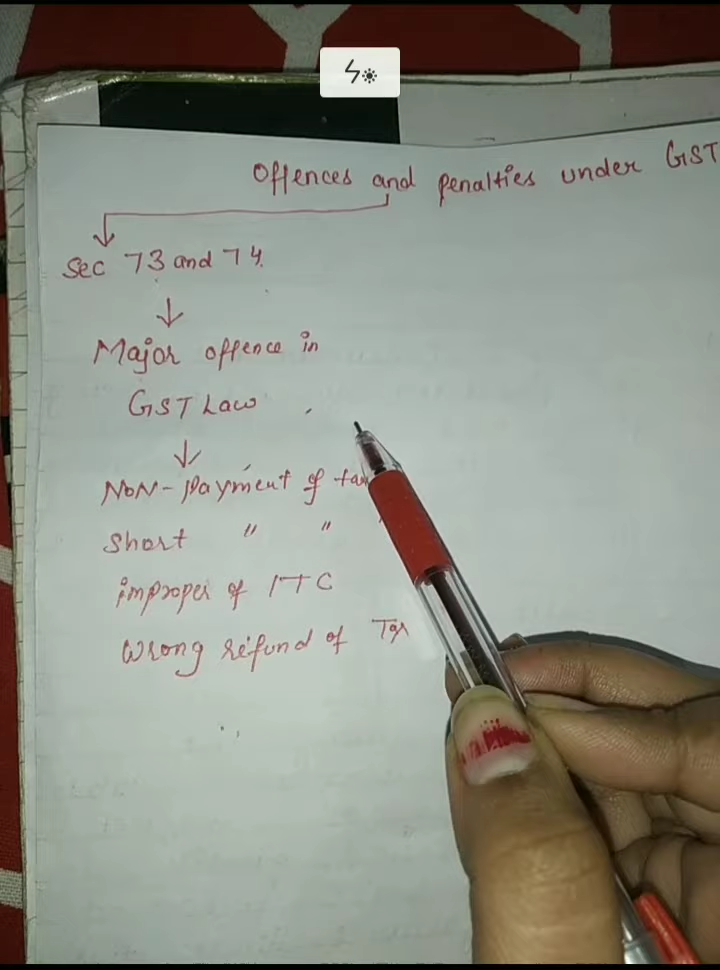 Offences and penalties under GST
Sec 73 and 74.
Major offence in
GST Law
Non-payment of tax
Short " " "
improper of ITC
Wrong refund of Tax